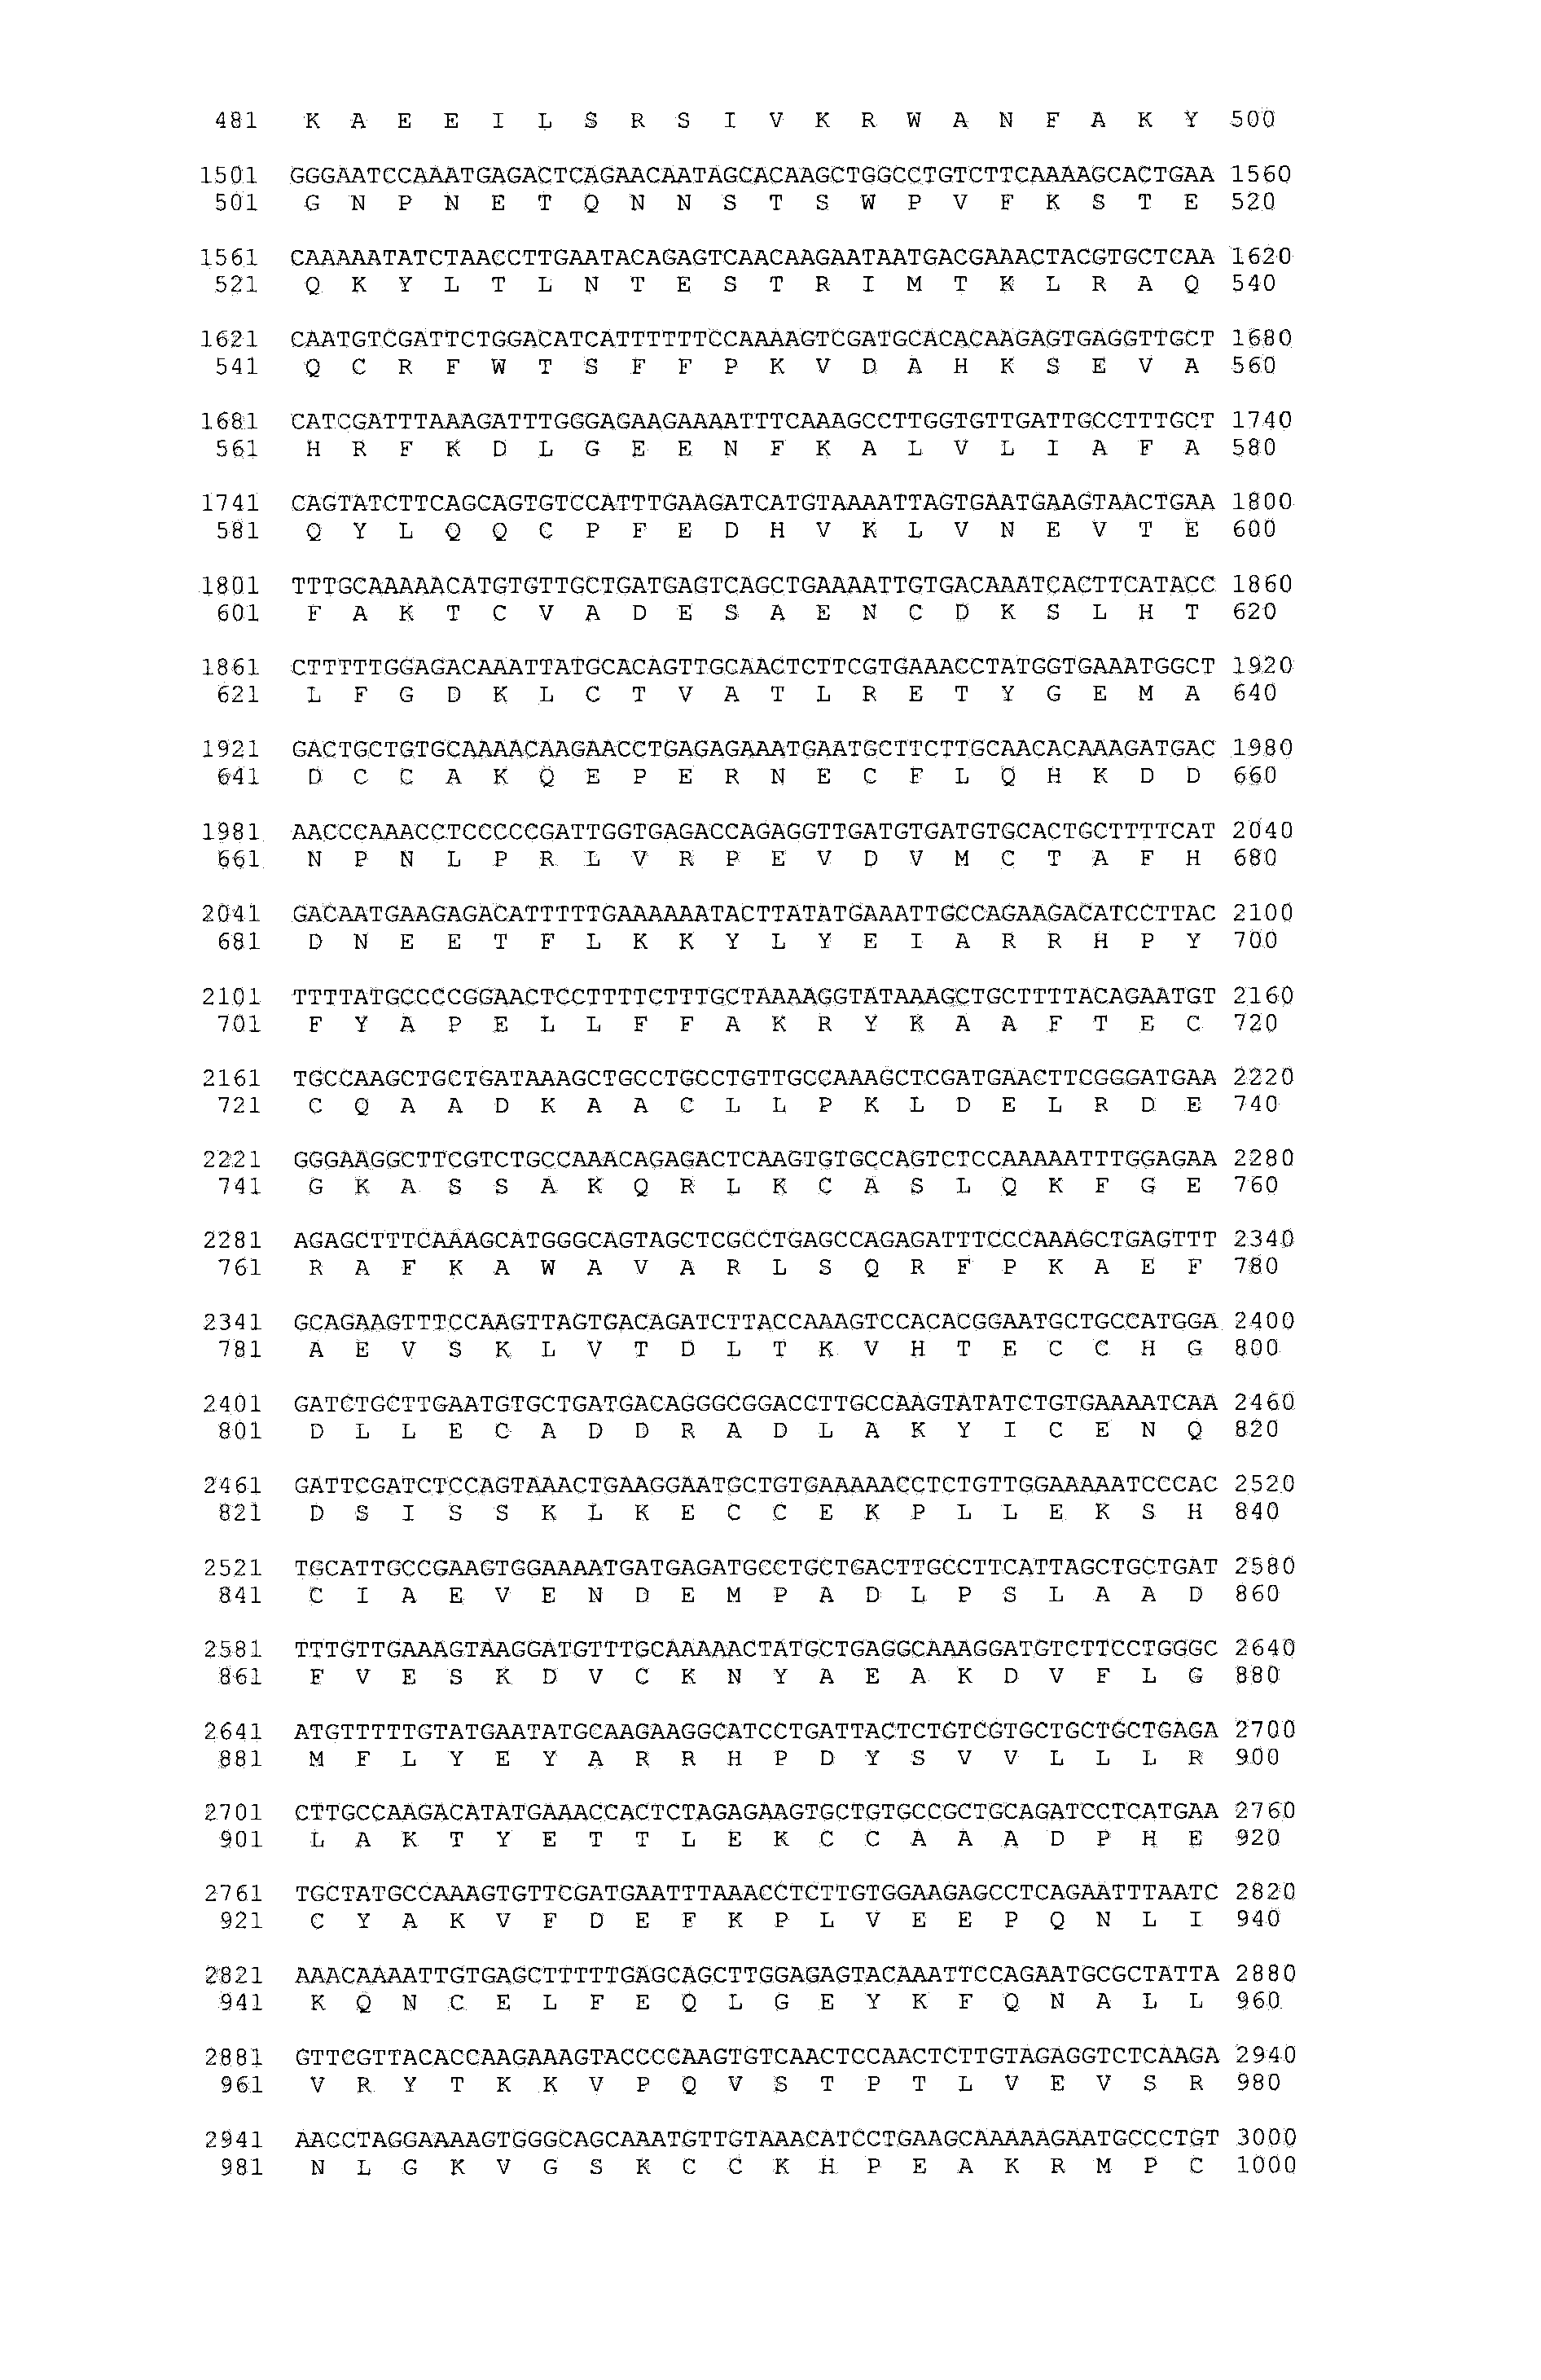 481 K A E E I L S R S I V K R W A N F A K Y 500
1501 GGGAATCCAAATGAGACTCAGAACAATAGCACAAGCTGGCCTGTCTTCAAAAGCACTGAA 1560
501 G N P N E T Q N N S T S W P V F K S T E 520
1561 CAAAAATATCTAACCTTGAATACAGAGTCAACAAGAATAATGACGAAACTACGTGCTCAA 1620
521 Q K Y L T L N T E S T R I M T K L R A Q 540
1621 CAATGTCGATTCTGGACATCATTTTTTCCAAAAGTCGATGCACACAAGAGTGAGGTTGCT 1680
541 Q C R F W T S F F P K V D A H K S E V A 560
1681 CATCGATTTAAAGATTTGGGAGAAGAAAATTTCAAAGCCTTGGTGTTGATTGCCTTTGCT 1740
561 H R F K D L G E E N F K A L V L I A F A 580
1741 CAGTATCTTCAGCAGTGTCCATTTGAAGATCATGTAAAATTAGTGAATGAAGTAACTGAA 1800
581 Q Y L Q Q C P F E D H V K L V N E V T E 600
1801 TTTGCAAAAACATGTGTTGCTGATGAGTCAGCTGAAAATTGTGACAAATCACTTCATACC 1860
601 F A K T C V A D E S A E N C D K S L H T 620
1861 CTTTTTGGAGACAAATTATGCACAGTTGCAACTCTTCGTGAAACCTATGGTGAAATGGCT 1920
621 L F G D K L C T V A T L R E T Y G E M A 640
1921 GACTGCTGTGCAAAACAAGAACCTGAGAGAAATGAATGCTTCTTGCAACACAAAGATGAC 1980
641 D C C A K Q E P E R N E C F L Q H K D D 660
1981 AACCCAAACCTCCCCCGATTGGTGAGACCAGAGGTTGATGTGATGTGCACTGCTTTTCAT 2040
661 N P N L P R L V R P E V D V M C T A F H 680
2041 GACAATGAAGAGACATTTTTGAAAAAATACTTATATGAAATTGCCAGAAGACATCCTTAC 2100
681 D N E E T F L K K Y L Y E I A R R H P Y 700
2101 TTTTATGCCCCGGAACTCCTTTTCTTTGCTAAAAGGTATAAAGCTGCTTTTACAGAATGT 2160
701 F Y A P E L L F F A K R Y K A A F T E C 720
2161 TGCCAAGCTGCTGATAAAGCTGCCTGCCTGTTGCCAAAGCTCGATGAACTTCGGGATGAA 2220
721 C Q A A D K A A C L L P K L D E L R D E 740
2221 GGGAAGGCTTCGTCTGCCAAACAGAGACTCAAGTGTGCCAGTCTCCAAAAATTTGGAGAA 2280
741 G K A S S A K Q R L K C A S L Q K F G E 760
2281 AGAGCTTTCAAAGCATGGGCAGTAGCTCGCCTGAGCCAGAGATTTCCCAAAGCTGAGTTT 2340
761 R A F K A W A V A R L S Q R F P K A E F 780
2341 GCAGAAGTTTCCAAGTTAGTGACAGATCTTACCAAAGTCCACACGGAATGCTGCCATGGA 2400
781 A E V S K L V T D L T K V H T E C C H G 800
2401 GATCTGCTTGAATGTGCTGATGACAGGGCGGACCTTGCCAAGTATATCTGTGAAAATCAA 2460
801 D L L E C A D D R A D L A K Y I C E N Q 820
2461 GATTCGATCTCCAGTAAACTGAAGGAATGCTGTGAAAAACCTCTGTTGGAAAAATCCCAC 2520
821 D S I S S K L K E C C E K P L L E K S H 840
2521 TGCATTGCCGAAGTGGAAAATGATGAGATGCCTGCTGACTTGCCTTCATTAGCTGCTGAT 2580
841 C I A E V E N D E M P A D L P S L A A D 860
2581 TTTGTTGAAAGTAAGGATGTTTGCAAAAACTATGCTGAGGCAAAGGATGTCTTCCTGGGC 2640
861 F V E S K D V C K N Y A E A K D V F L G 880
2641 ATGTTTTTGTATGAATATGCAAGAAGGCATCCTGATTACTCTGTCGTGCTGCTGCTGAGA 2700
881 M F L Y E Y A R R H P D Y S V V L L L R 900
2701 CTTGCCAAGACATATGAAACCACTCTAGAGAAGTGCTGTGCCGCTGCAGATCCTCATGAA 2760
901 L A K T Y E T T L E K C C A A A D P H E 920
2761 TGCTATGCCAAAGTGTTCGATGAATTTAAACCTCTTGTGGAAGAGCCTCAGAATTTAATC 2820
921 C Y A K V F D E F K P L V E E P Q N L I 940
2821 AAACAAAATTGTGAGCTTTTTGAGCAGCTTGGAGAGTACAAATTCCAGAATGCGCTATTA 2880
941 K Q N C E L F E Q L G E Y K F Q N A L L 960
2881 GTTCGTTACACCAAGAAAGTACCCCAAGTGTCAACTCCAACTCTTGTAGAGGTCTCAAGA 2940
961 V R Y T K K V P Q V S T P T L V E V S R 980
2941 AACCTAGGAAAAGTGGGCAGCAAATGTTGTAAACATCCTGAAGCAAAAAGAATGCCCTGT 3000
981 N L G K V G S K C C K H P E A K R M P C 1000